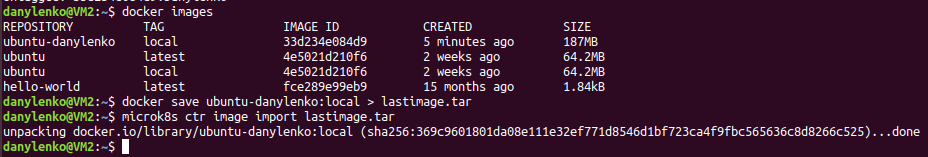 danylenko@VM2:~$ docker images
REPOSITORY TAG IMAGE ID CREATED SIZE
ubuntu-danylenko local 33d234e084d9 5 minutes ago 187MB
ubuntu latest 4e5021d210f6 2 weeks ago 64.2MB
ubuntu local 4e5021d210f6 2 weeks ago 64.2MB
hello-world latest fce289e99eb9 15 months ago 1.84kB
danylenko@VM2:~$ docker save ubuntu-danylenko:local > lastimage.tar
danylenko@VM2:~$ microk8s ctr image import lastimage.tar
unpacking docker.io/library/ubuntu-danylenko:local (sha256:369c9601801da08e111e32ef771d8546d1bf723ca4f9fbc565636c8d8266c525)...done
danylenko@VM2:~$